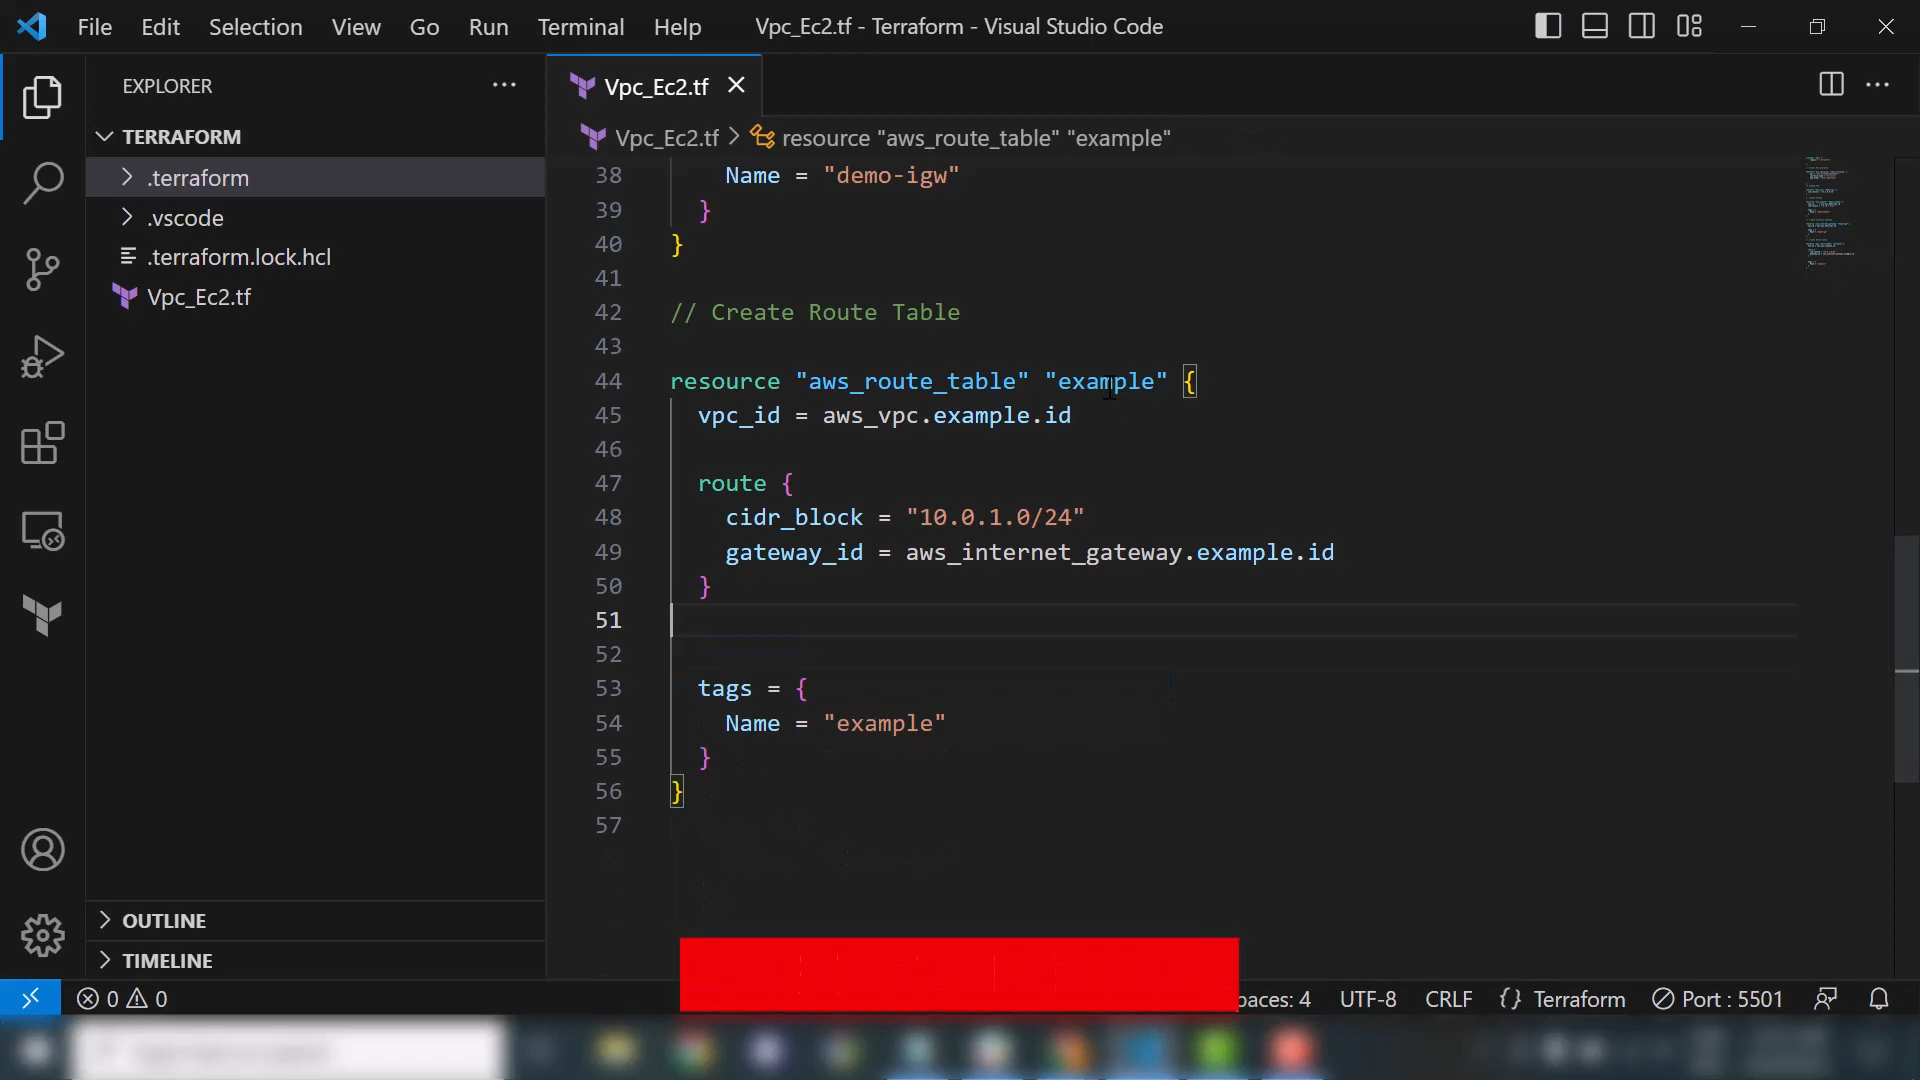 File Edit Selection View Go Run Terminal Help Vpc_Ec2.tf - Terraform - Visual Studio Code
EXPLORER
TERRAFORM
.terraform
.vscode
.terraform.lock.hcl
Vpc_Ec2.tf
OUTLINE
TIMELINE
Vpc_Ec2.tf
Vpc_Ec2.tf > resource "aws_route_table" "example"
38 Name = "demo-igw"
39 }
40 }
41
42 // Create Route Table
43
44 resource "aws_route_table" "example" {
45 vpc_id = aws_vpc.example.id
46
47 route {
48 cidr_block = "10.0.1.0/24"
49 gateway_id = aws_internet_gateway.example.id
50 }
51
52
53 tags = {
54 Name = "example"
55 }
56 }
57
0 0 paces: 4 UTF-8 CRLF {} Terraform Port : 5501